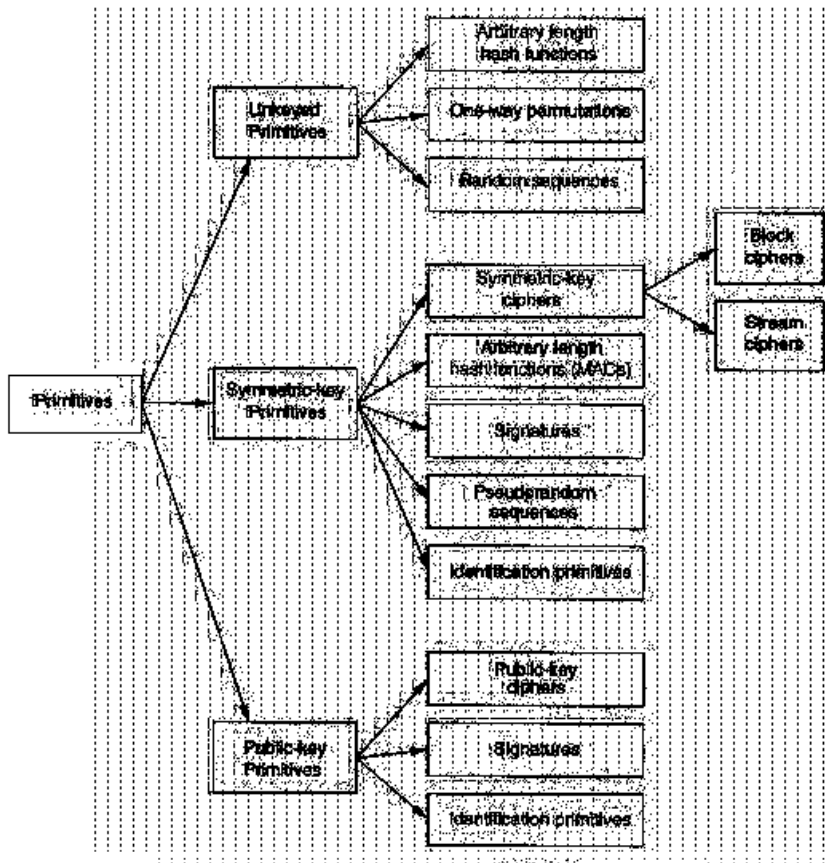 Arbitrary length
hash functions
Unkeyed
Primitives
One-way permutations
Random sequences
Block
ciphers
Symmetric-key
ciphers
Stream
ciphers
Arbitrary length
hash functions (MACs)
Primitives
Symmetric-key
Primitives
Signatures
Pseudorandom
sequences
Identification primitives
Public-key
ciphers
Public-key
Primitives
Signatures
Identification primitives